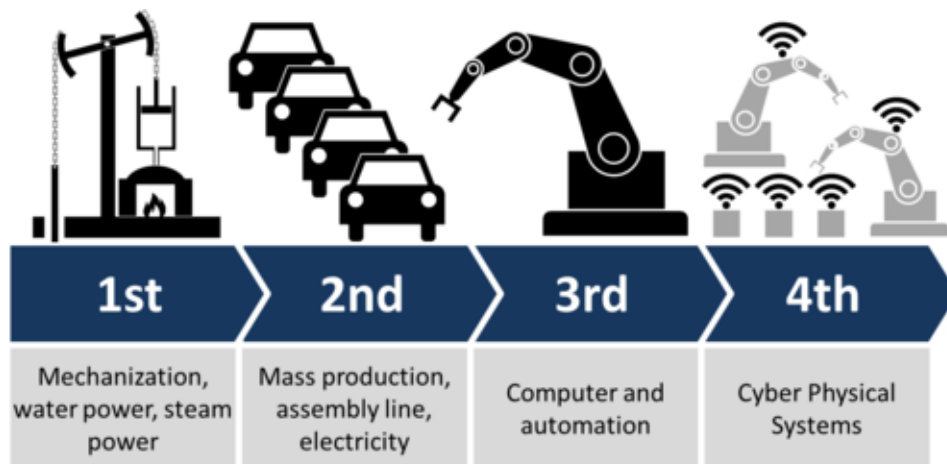 1st
2nd
3rd
4th
Mechanization,
water power, steam
power
Mass production,
assembly line,
electricity
Computer and
automation
Cyber Physical
Systems